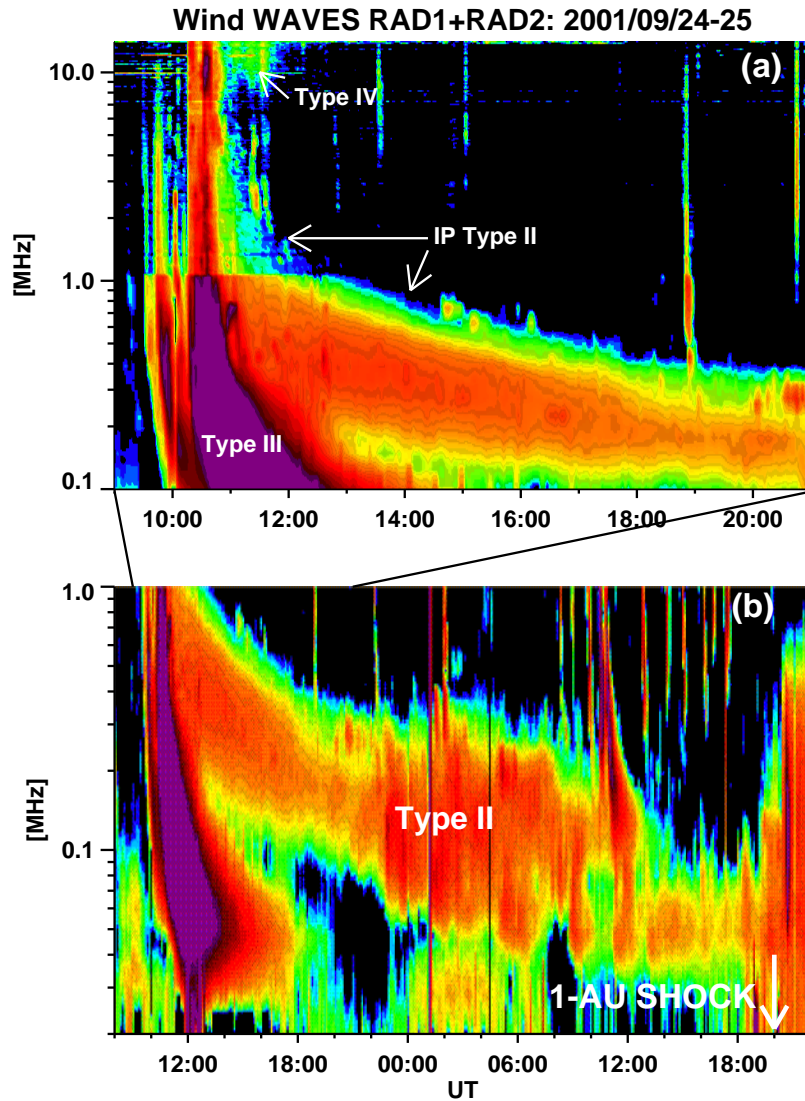 Wind WAVES RAD1+RAD2: 2001/09/24-25
(a)
10.0
Type IV
IP Type II
1.0
[MHz]
Type III
0.1
10:00 12:00 14:00 16:00 18:00 20:00
(b)
1.0
[MHz]
Type II
0.1
1-AU SHOCK
12:00 18:00 00:00 06:00 12:00 18:00
UT